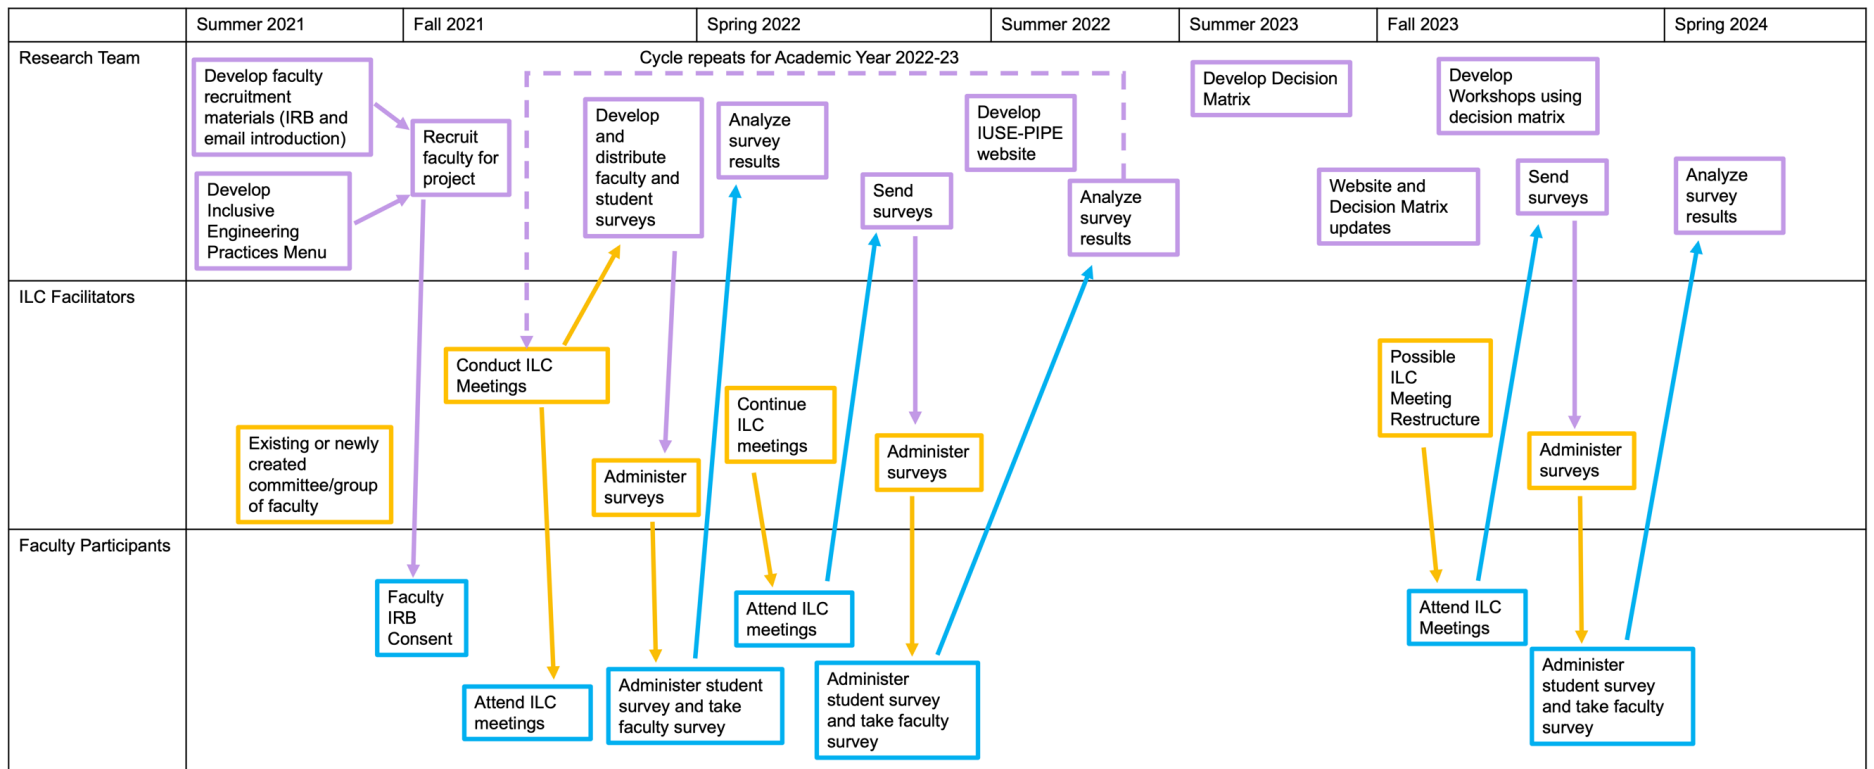 Summer 2021
Fall 2021
Spring 2022
Summer 2022
Summer 2023
Fall 2023
Spring 2024
Research Team
Cycle repeats for Academic Year 2022-23
Develop faculty
recruitment
materials (IRB and
email introduction)
Develop
Inclusive
Engineering
Practices Menu
Recruit
faculty for
project
Develop
and
distribute
faculty and
student
surveys
Analyze
survey
results
Send
surveys
Develop
IUSE-PIPE
website
Analyze
survey
results
Develop Decision
Matrix
Website and
Decision Matrix
updates
Develop
Workshops using
decision matrix
Send
surveys
Analyze
survey
results
ILC Facilitators
Existing or newly
created
committee/group
of faculty
Conduct ILC
Meetings
Administer
surveys
Continue
ILC
meetings
Administer
surveys
Possible
ILC
Meeting
Restructure
Administer
surveys
Faculty Participants
Faculty
IRB
Consent
Attend ILC
meetings
Administer student
survey and take
faculty survey
Attend ILC
meetings
Administer
student survey
and take faculty
survey
Attend ILC
Meetings
Administer
student survey
and take faculty
survey